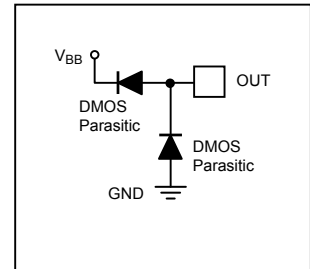 VBB
OUT
DMOS
Parasitic
DMOS
Parasitic
GND